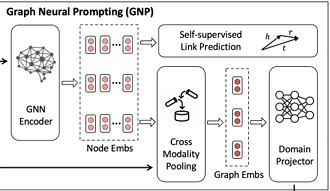 Graph Neural Prompting (GNP)
Self-supervised
Link Prediction
h
r
t
GNN
Encoder
Node Embs
Cross
Modality
Pooling
Graph Embs
Domain
Projector